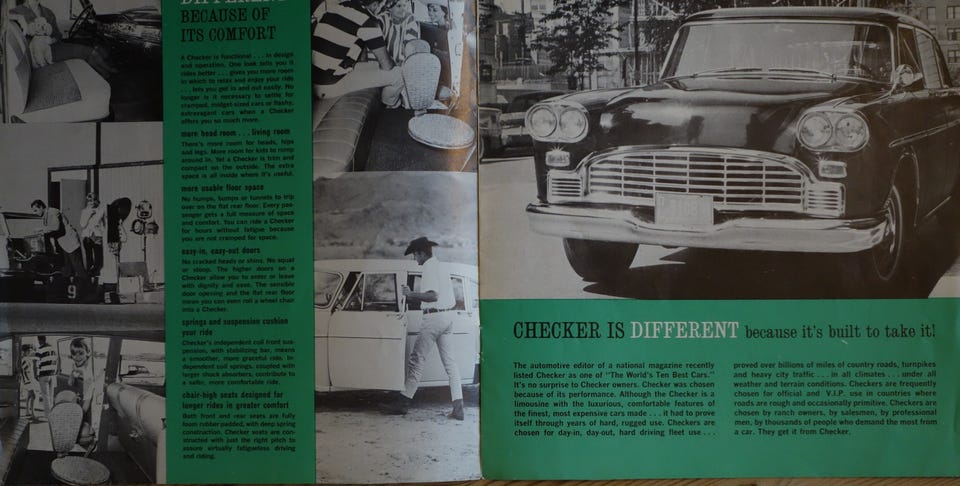 DIFFERENT
BECAUSE OF
ITS COMFORT
A Checker is functional . . . in design
and operation. One look tells you it
rides better . . . gives you more room
in which to relax and enjoy your ride
. . . lets you get in and out easily. No
longer is it necessary to settle for
cramped, midget-sized cars or flashy,
extravagant cars when a Checker
offers you so much more.
more head room . . . living room
There's more room for heads, hips
and legs. More room for kids to romp
around in. Yet a Checker is trim and
compact on the outside. The extra
space is all inside where it's useful.
more usable floor space
No humps, bumps or tunnels to trip
over on the flat rear floor. Every pas-
senger gets a full measure of space
and comfort. You can ride a Checker
for hours without fatigue because
you are not cramped for space.
easy-in, easy-out doors
No cracked heads or shins. No squat
or stoop. The higher doors on a
Checker allow you to enter or leave
with dignity and ease. The sensible
door opening and the flat rear floor
mean you can even roll a wheel chair
into a Checker.
springs and suspension cushion
your ride
Checker's independent coil front sus-
pension, with stabilizing bar, means
a smoother, more graceful ride. In-
dependent coil springs, coupled with
larger shock absorbers, contribute to
a safer, more comfortable ride.
chair-high seats designed for
longer rides in greater comfort
Both front and rear seats are fully
foam rubber padded, with deep spring
construction. Checker seats are con-
structed with just the right pitch to
assure virtually fatigueless driving
and riding.
9
CHECKER IS DIFFERENT because it's built to take it!
The automotive editor of a national magazine recently
listed Checker as one of "The World's Ten Best Cars."
It's no surprise to Checker owners. Checker was chosen
because of its performance. Although the Checker is a
limousine with the luxurious, comfortable features of
the finest, most expensive cars made . . . it had to prove
itself through years of hard, rugged use. Checkers are
chosen for day-in, day-out, hard driving fleet use . . .
proved over billions of miles of country roads, turnpikes
and heavy city traffic . . . in all climates . . . under all
weather and terrain conditions. Checkers are frequently
chosen for official and V.I.P. use in countries where
roads are rough and occasionally primitive. Checkers are
chosen by ranch owners, by salesmen, by professional
men, by thousands of people who demand the most from
a car. They get it from Checker.